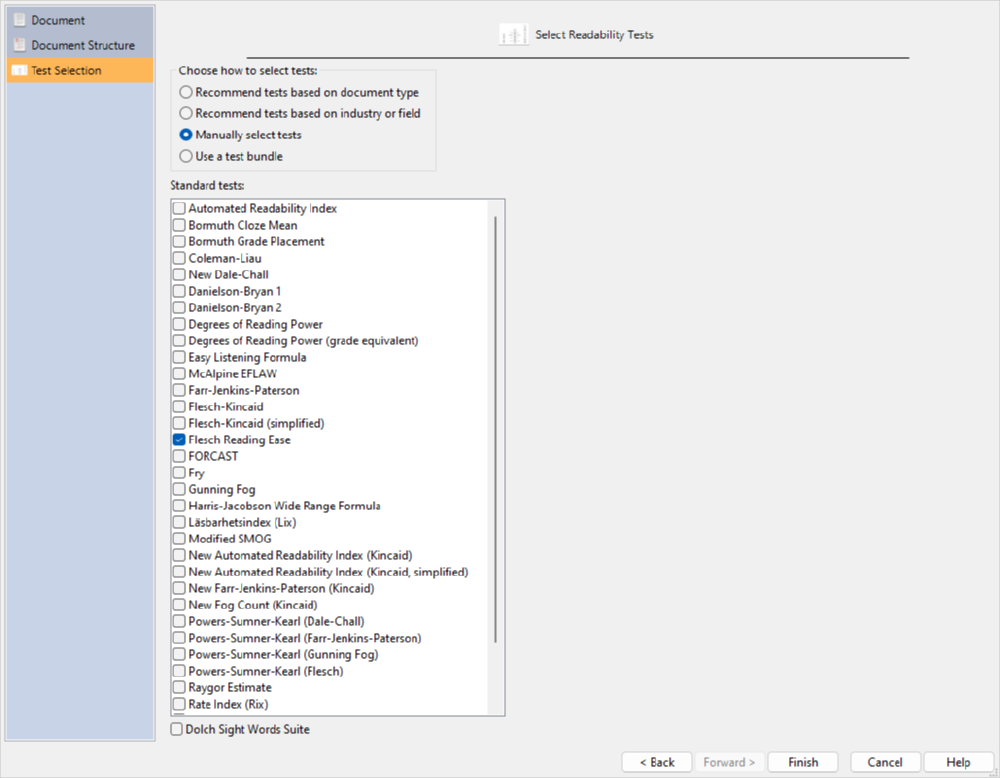 Document
Document Structure
Test Selection
Select Readability Tests
Choose how to select tests:
Recommend tests based on document type
Recommend tests based on industry or field
Manually select tests
Use a test bundle
Standard tests:
Automated Readability Index
Bormuth Cloze Mean
Bormuth Grade Placement
Coleman-Liau
New Dale-Chall
Danielson-Bryan 1
Danielson-Bryan 2
Degrees of Reading Power
Degrees of Reading Power (grade equivalent)
Easy Listening Formula
McAlpine EFLAW
Farr-Jenkins-Paterson
Flesch-Kincaid
Flesch-Kincaid (simplified)
Flesch Reading Ease
FORCAST
Fry
Gunning Fog
Harris-Jacobson Wide Range Formula
Läsbarhetsindex (Lix)
Modified SMOG
New Automated Readability Index (Kincaid)
New Automated Readability Index (Kincaid, simplified)
New Farr-Jenkins-Paterson (Kincaid)
New Fog Count (Kincaid)
Powers-Sumner-Kearl (Dale-Chall)
Powers-Sumner-Kearl (Farr-Jenkins-Paterson)
Powers-Sumner-Kearl (Gunning Fog)
Powers-Sumner-Kearl (Flesch)
Raygor Estimate
Rate Index (Rix)
Dolch Sight Words Suite
< Back
Forward >
Finish
Cancel
Help